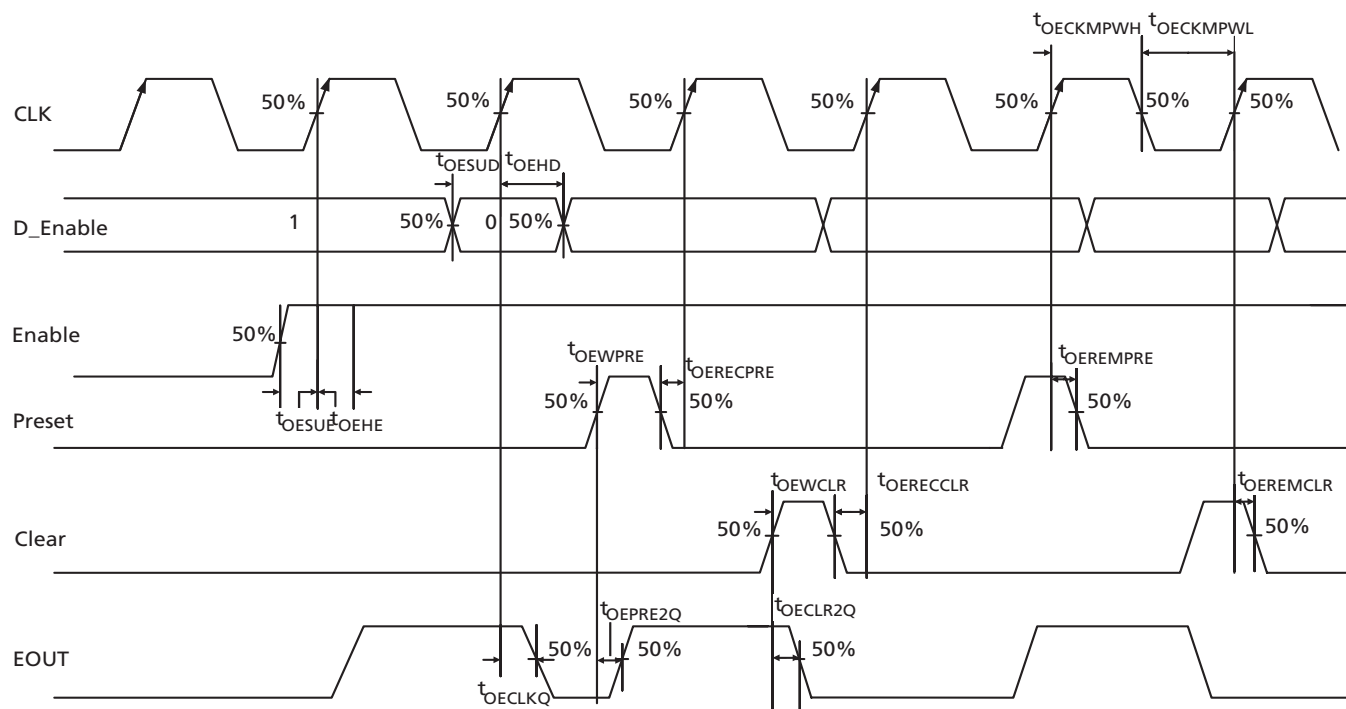 tOECKMPWH tOECKMPWL
CLK 50% 50% 50% 50% 50% 50% 50%
tOESUD tOEHD
D_Enable 1 50% 0 50%
Enable 50%
tOESUE tOEHE
tOEWPRE tOERECPRE tOEREMPRE
Preset 50% 50% 50%
tOEWCLR tOERECCLR tOEREMCLR
Clear 50% 50% 50%
tOEPRE2Q tOECLR2Q
EOUT 50% 50% 50%
tOECLKQ